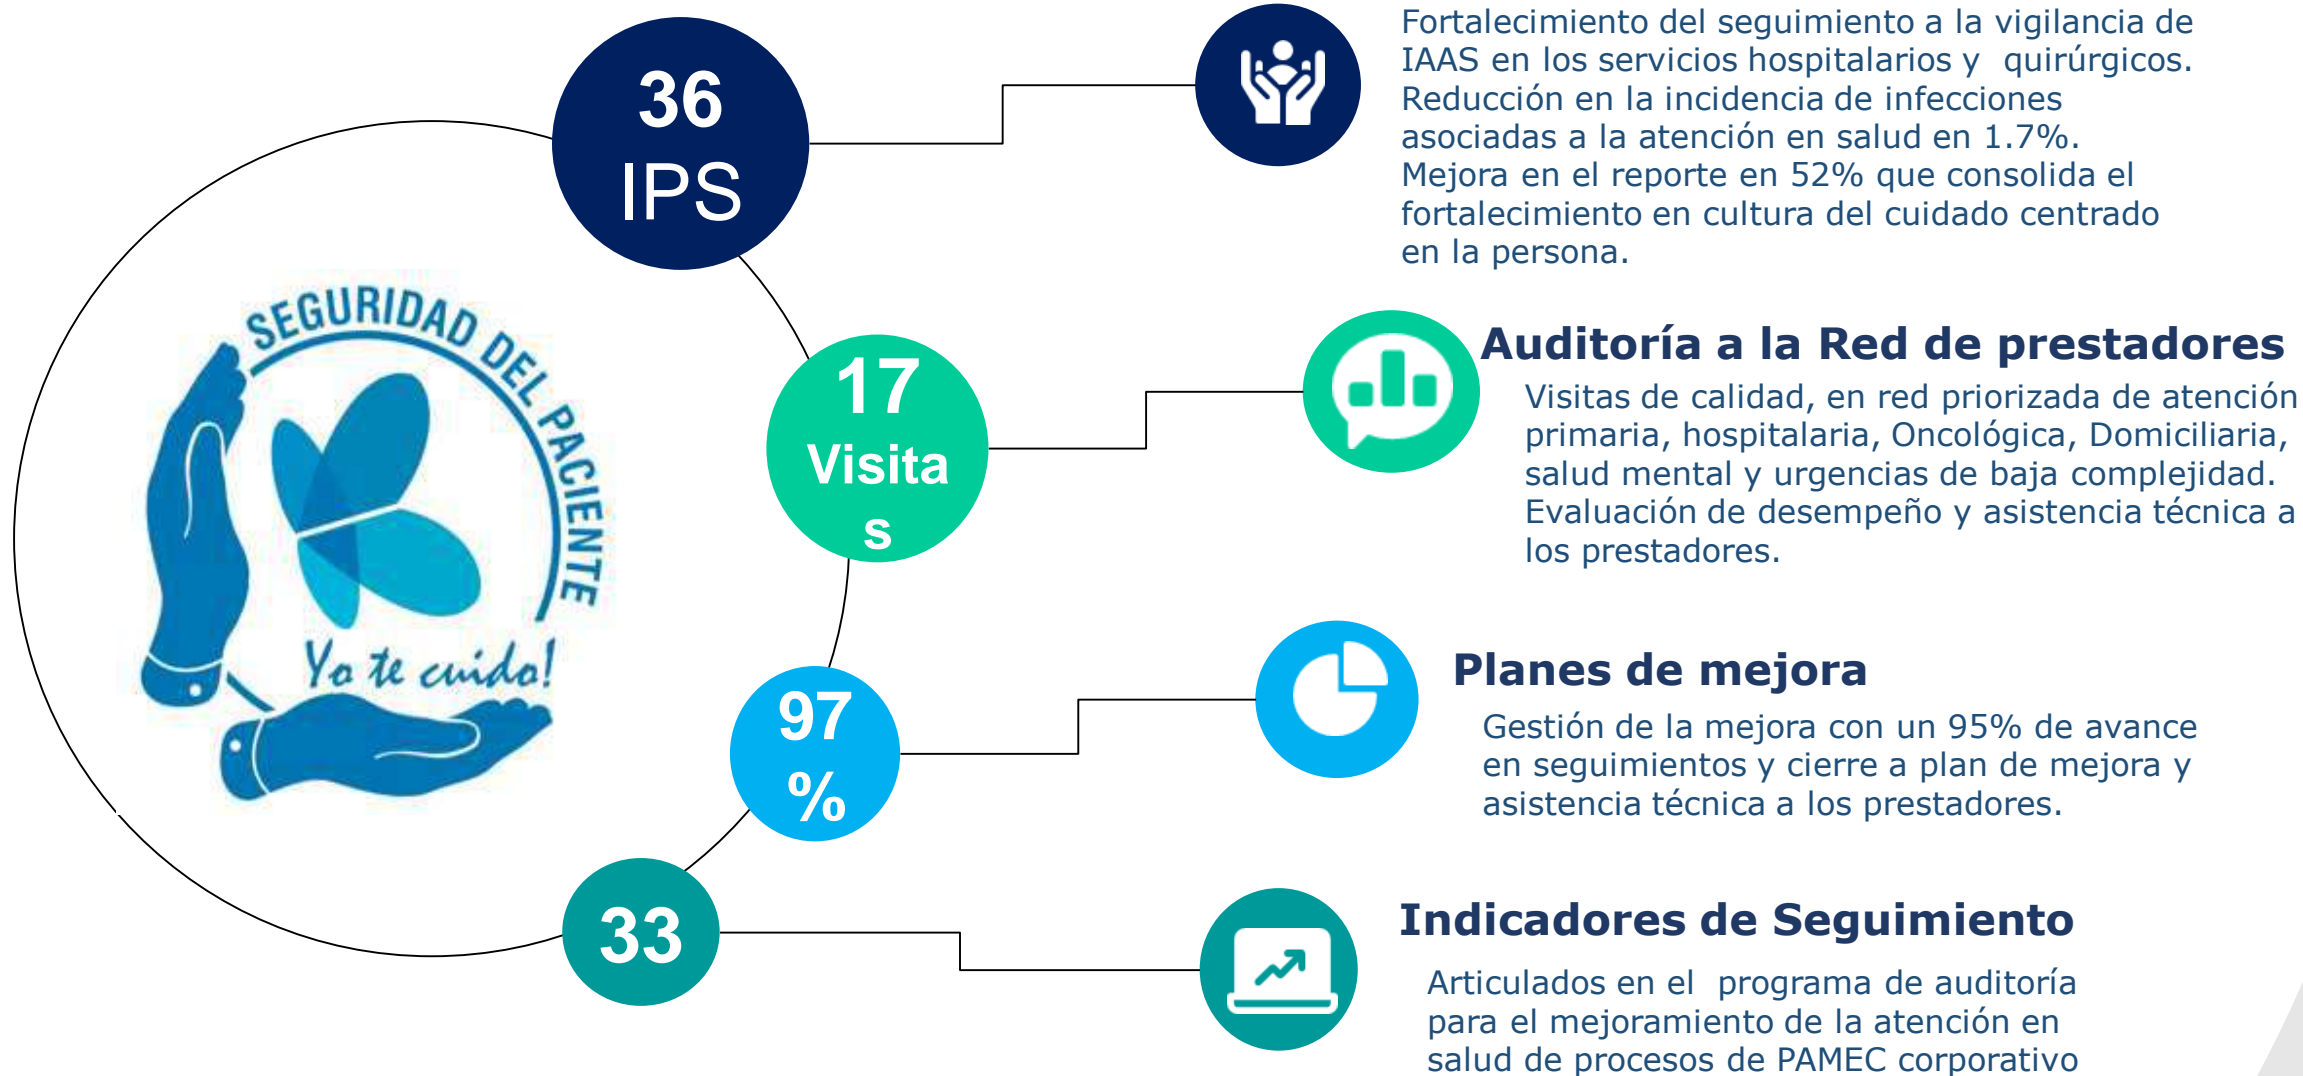 36
IPS
Fortalecimiento del seguimiento a la vigilancia de
IAAS en los servicios hospitalarios y  quirúrgicos.
Reducción en la incidencia de infecciones
asociadas a la atención en salud en 1.7%.
Mejora en el reporte en 52% que consolida el
fortalecimiento en cultura del cuidado centrado
en la persona.
SEGURIDAD DEL PACIENTE
Yo te cuido!
17
Visita
s
Auditoría a la Red de prestadores
Visitas de calidad, en red priorizada de atención
primaria, hospitalaria, Oncológica, Domiciliaria,
salud mental y urgencias de baja complejidad.
Evaluación de desempeño y asistencia técnica a
los prestadores.
97
%
Planes de mejora
Gestión de la mejora con un 95% de avance
en seguimientos y cierre a plan de mejora y
asistencia técnica a los prestadores.
33
Indicadores de Seguimiento
Articulados en el  programa de auditoría
para el mejoramiento de la atención en
salud de procesos de PAMEC corporativo